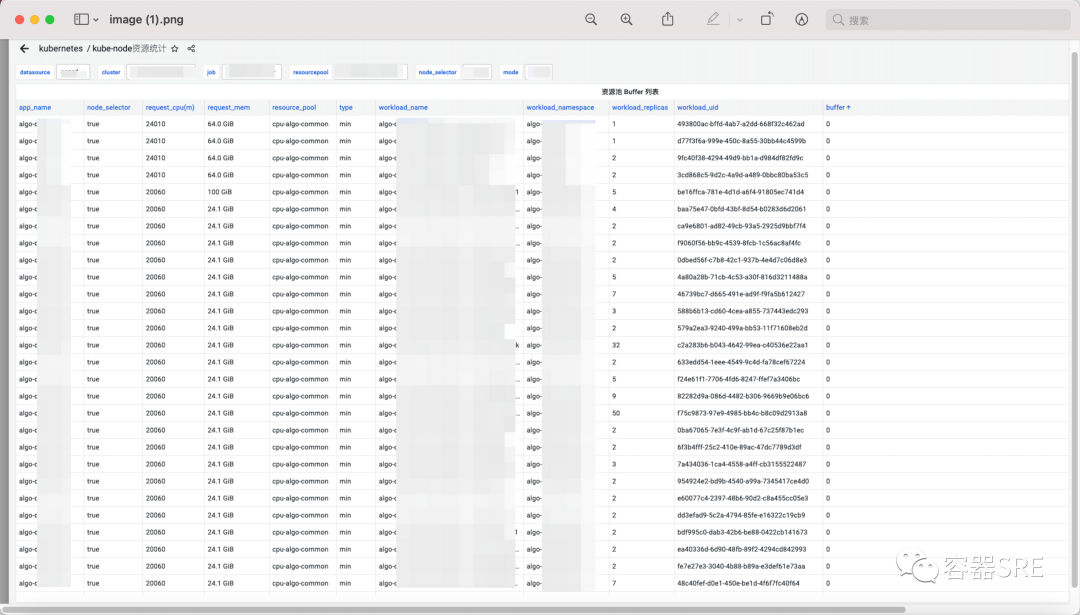 image (1).png
搜索
kubernetes / kube-node资源统计
datasource cluster job resourcepool node_selector mode
资源池 Buffer 列表
app_name node_selector request_cpu(m) request_mem resource_pool type workload_name workload_namespace workload_replicas workload_uid buffer
algo-c true 24010 64.0 GiB cpu-algo-common min algo-c algo- 1 493800ac-bffd-4ab7-a2dd-668f32c462ad 0
algo-c true 24010 64.0 GiB cpu-algo-common min algo-c algo- 1 d77f3f6a-999e-450c-8a55-30bb44c4599b 0
algo-c true 24010 64.0 GiB cpu-algo-common min algo-c algo- 2 9fc40f38-4294-49d9-bb1a-d984df82fd9c 0
algo-c true 24010 64.0 GiB cpu-algo-common min algo-c algo- 2 3cd868c5-9d2c-4a9d-a489-0bbc80ba53c5 0
algo-c true 20060 100 GiB cpu-algo-common min algo-c 1 algo- 5 be16ffca-781e-4d1d-a6f4-91805ec741d4 0
algo-c true 20060 24.1 GiB cpu-algo-common min algo-c ... algo- 4 baa75e47-0bfd-43bf-8d54-b0283d6d2061 0
algo-c true 20060 24.1 GiB cpu-algo-common min algo-c ... algo- 2 ca9e6801-ad82-49cb-93a5-2925d9bbf7f4 0
algo-c true 20060 24.1 GiB cpu-algo-common min algo-c ... algo- 2 f9060f56-bb9c-4539-8fcb-1c56ac8af4fc 0
algo-c true 20060 24.1 GiB cpu-algo-common min algo-c ... algo- 2 0dbed56f-c7b8-42c1-937b-4e4d7c06d8e3 0
algo-c true 20060 24.1 GiB cpu-algo-common min algo-c ... algo- 5 4a80a28b-71cb-4c53-a30f-816d3211488a 0
algo-c true 20060 24.1 GiB cpu-algo-common min algo-c ... algo- 7 46739bc7-d665-491e-ad9f-f9fa5b612427 0
algo-c true 20060 24.1 GiB cpu-algo-common min algo-c ... algo- 3 588b6b13-cd60-4cea-a855-737443edc293 0
algo-c true 20060 24.1 GiB cpu-algo-common min algo-c ... algo- 2 579a2ea3-9240-499a-bb53-11f71608eb2d 0
algo-c true 20060 24.1 GiB cpu-algo-common min algo-c k algo- 32 c2a283b6-b043-4642-99ea-c40536e22aa1 0
algo-c true 20060 24.1 GiB cpu-algo-common min algo-c ... algo- 2 633edd54-1eee-4549-9c4d-fa78cef67224 0
algo-c true 20060 24.1 GiB cpu-algo-common min algo-c ... algo- 5 f24e61f1-7706-4fd6-8247-ffef7a3406bc 0
algo-c true 20060 24.1 GiB cpu-algo-common min algo-c ... algo- 9 82282d9a-086d-4482-b306-9669b9e06bc6 0
algo-c true 20060 24.1 GiB cpu-algo-common min algo-c ... algo- 50 f75c9873-97e9-4985-bb4c-b8c09d2913a8 0
algo-c true 20060 24.1 GiB cpu-algo-common min algo-c ... algo- 2 0ba67065-7e3f-4c9f-ab1d-67c25f87b1ec 0
algo-c true 20060 24.1 GiB cpu-algo-common min algo-c ... algo- 2 6f3b4fff-25c2-410e-89ac-47dc7789d3df 0
algo-c true 20060 24.1 GiB cpu-algo-common min algo-c ... algo- 3 7a434036-1ca4-4558-a4ff-cb3155522487 0
algo-c true 20060 24.1 GiB cpu-algo-common min algo-c ... algo- 2 954924e2-bd9b-4540-a99a-7345417ce4d0 0
algo-c true 20060 24.1 GiB cpu-algo-common min algo-c ... algo- 2 e60077c4-2397-48b6-90d2-c8a455cc05e3 0
algo-c true 20060 24.1 GiB cpu-algo-common min algo-c ... algo- 2 dd3efad9-5c2a-4794-85fe-e16322c19cb9 0
algo-c true 20060 24.1 GiB cpu-algo-common min algo-c 1 algo- 2 bdf995c0-dab3-42b6-be88-0422cb141673 0
algo-c true 20060 24.1 GiB cpu-algo-common min algo-c ... algo- 2 ea40336d-6d90-48fb-89f2-4294cd842993 0
algo-c true 20060 24.1 GiB cpu-algo-common min algo-c ... algo- 2 fe7e27e3-3040-4b88-b89a-e3def61e73aa 0
algo-c true 20060 24.1 GiB cpu-algo-common min algo-c ... algo- 7 48c40fef-d0e1-450e-be1d-4f6f7fc40f64 0
容器SRE